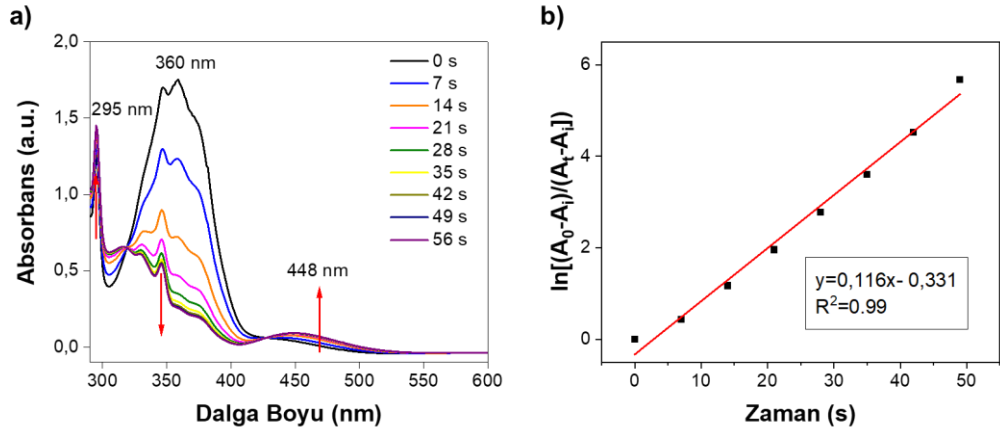 a)
2,0
1,5
1,0
0,5
0,0
Absorbans (a.u.)
295 nm
360 nm
448 nm
0 s
7 s
14 s
21 s
28 s
35 s
42 s
49 s
56 s
300 350 400 450 500 550 600
Dalga Boyu (nm)
b)
6
4
2
0
ln[(A0-Ai)/(At-Ai])
y=0,116x- 0,331
R2=0.99
0 10 20 30 40 50
Zaman (s)